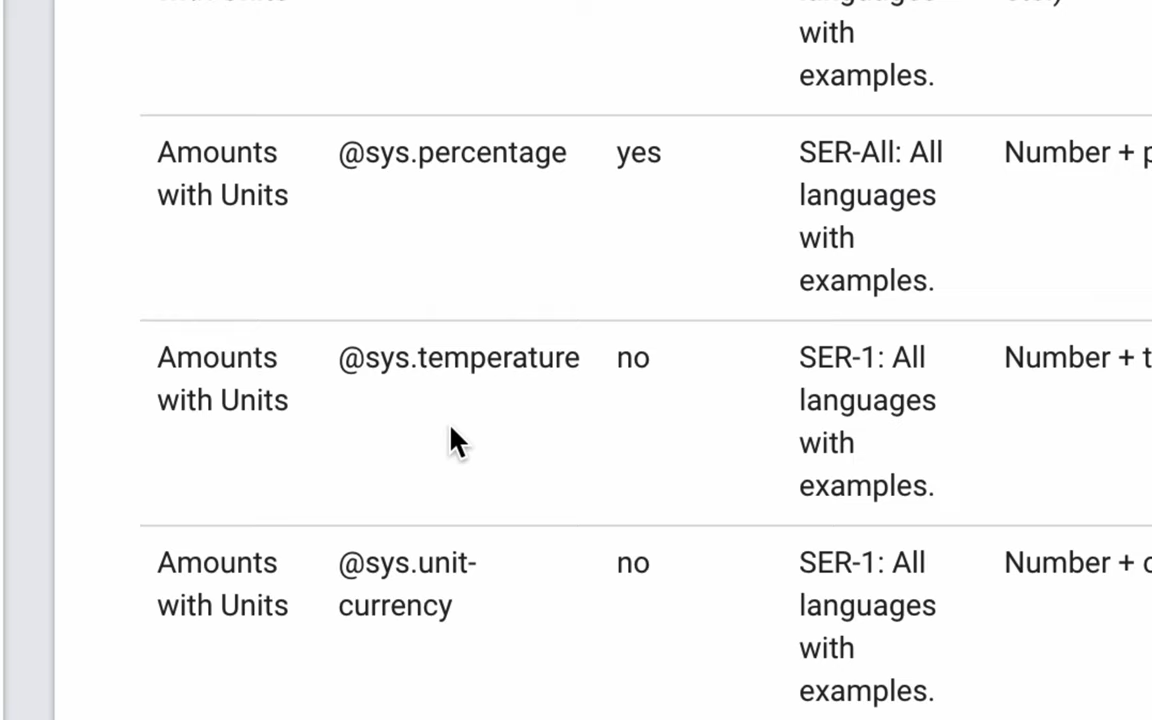 with
examples.
Amounts
with Units
@sys.percentage
yes
SER-All: All
languages
with
examples.
Number +
Amounts
with Units
@sys.temperature
no
SER-1: All
languages
with
examples.
Number +
Amounts
with Units
@sys.unit-
currency
no
SER-1: All
languages
with
examples.
Number +